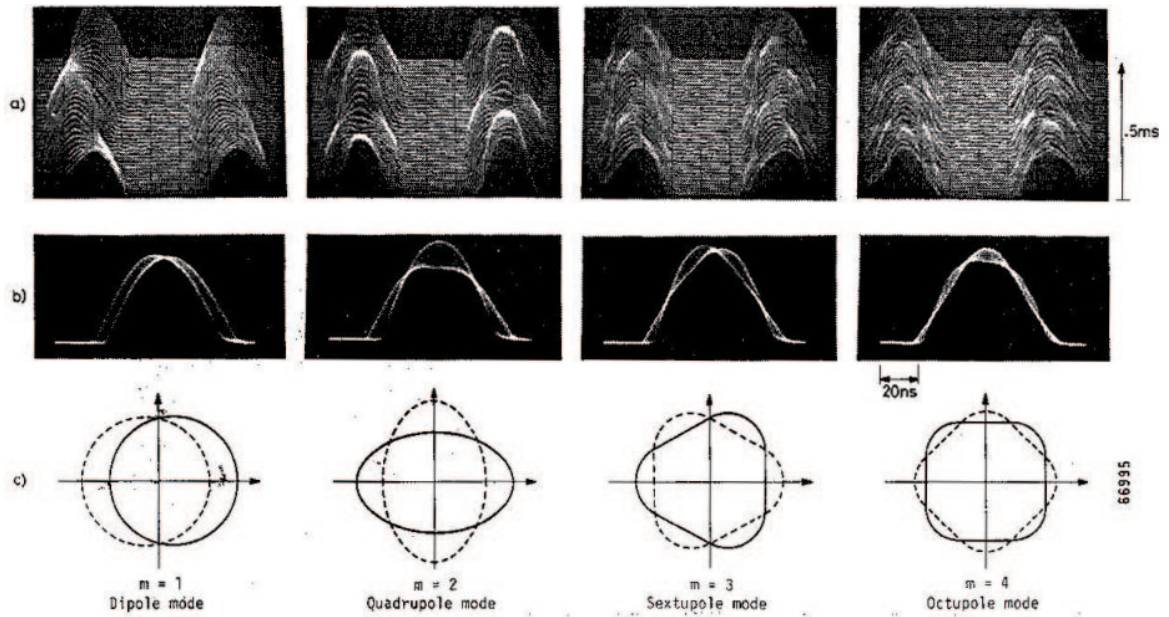 a)
.5ms
b)
20ns
c)
66995
m = 1
m = 2
m = 3
m = 4
Dipole mode
Quadrupole mode
Sextupole mode
Octupole mode